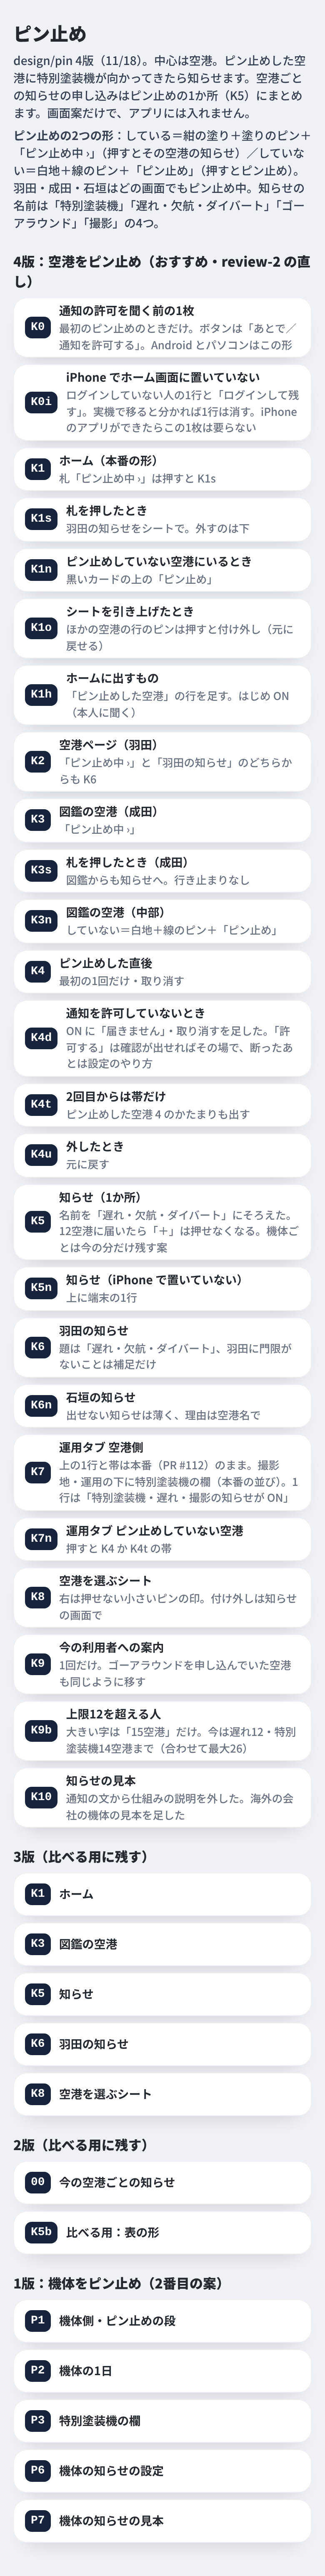 ピン止め
design/pin 4版（11/18）。中心は空港。ピン止めした空
港に特別塗装機が向かってきたら知らせます。空港ごと
の知らせの申し込みはピン止めの1か所（K5）にまとめ
ます。画面案だけで、アプリには入れません。
ピン止めの2つの形：している＝紺の塗り＋塗りのピン＋
「ピン止め中 ›」（押すとその空港の知らせ）／していな
い＝白地＋線のピン＋「ピン止め」（押すとピン止め）。
羽田・成田・石垣はどの画面でもピン止め中。知らせの
名前は「特別塗装機」「遅れ・欠航・ダイバート」「ゴー
アラウンド」「撮影」の4つ。
4版：空港をピン止め（おすすめ・review-2 の直
し）
K0
通知の許可を聞く前の1枚
最初のピン止めのときだけ。ボタンは「あとで／
通知を許可する」。Android とパソコンはこの形
K0i
iPhone でホーム画面に置いていない
ログインしていない人の1行と「ログインして残
す」。実機で移ると分かれば1行は消す。iPhone
のアプリができたらこの1枚は要らない
K1
ホーム（本番の形）
札「ピン止め中 ›」は押すと K1s
K1s
札を押したとき
羽田の知らせをシートで。外すのは下
K1n
ピン止めしていない空港にいるとき
黒いカードの上の「ピン止め」
K1o
シートを引き上げたとき
ほかの空港の行のピンは押すと付け外し（元に
戻せる）
K1h
ホームに出すもの
「ピン止めした空港」の行を足す。はじめ ON
（本人に聞く）
K2
空港ページ（羽田）
「ピン止め中 ›」と「羽田の知らせ」のどちらか
らも K6
K3
図鑑の空港（成田）
「ピン止め中 ›」
K3s
札を押したとき（成田）
図鑑からも知らせへ。行き止まりなし
K3n
図鑑の空港（中部）
していない＝白地＋線のピン＋「ピン止め」
K4
ピン止めした直後
最初の1回だけ・取り消す
K4d
通知を許可していないとき
ON に「届きません」・取り消すを足した。「許
可する」は確認が出せればその場で、断ったあ
とは設定のやり方
K4t
2回目からは帯だけ
ピン止めした空港 4 のかたまりも出す
K4u
外したとき
元に戻す
K5
知らせ（1か所）
名前を「遅れ・欠航・ダイバート」にそろえた。
12空港に届いたら「＋」は押せなくなる。機体ご
とは今の分だけ残す案
K5n
知らせ（iPhone で置いていない）
上に端末の1行
K6
羽田の知らせ
題は「遅れ・欠航・ダイバート」、羽田に門限が
ないことは補足だけ
K6n
石垣の知らせ
出せない知らせは薄く、理由は空港名で
K7
運用タブ 空港側
上の1行と帯は本番（PR #112）のまま。撮影
地・運用の下に特別塗装機の欄（本番の並び）。1
行は「特別塗装機・遅れ・撮影の知らせが ON」
K7n
運用タブ ピン止めしていない空港
押すと K4 か K4t の帯
K8
空港を選ぶシート
右は押せない小さいピンの印。付け外しは知らせ
の画面で
K9
今の利用者への案内
1回だけ。ゴーアラウンドを申し込んでいた空港
も同じように移す
K9b
上限12を超える人
大きい字は「15空港」だけ。今は遅れ12・特別
塗装機14空港まで（合わせて最大26）
K10
知らせの見本
通知の文から仕組みの説明を外した。海外の会
社の機体の見本を足した
3版（比べる用に残す）
K1
ホーム
K3
図鑑の空港
K5
知らせ
K6
羽田の知らせ
K8
空港を選ぶシート
2版（比べる用に残す）
00
今の空港ごとの知らせ
K5b
比べる用：表の形
1版：機体をピン止め（2番目の案）
P1
機体側・ピン止めの段
P2
機体の1日
P3
特別塗装機の欄
P6
機体の知らせの設定
P7
機体の知らせの見本